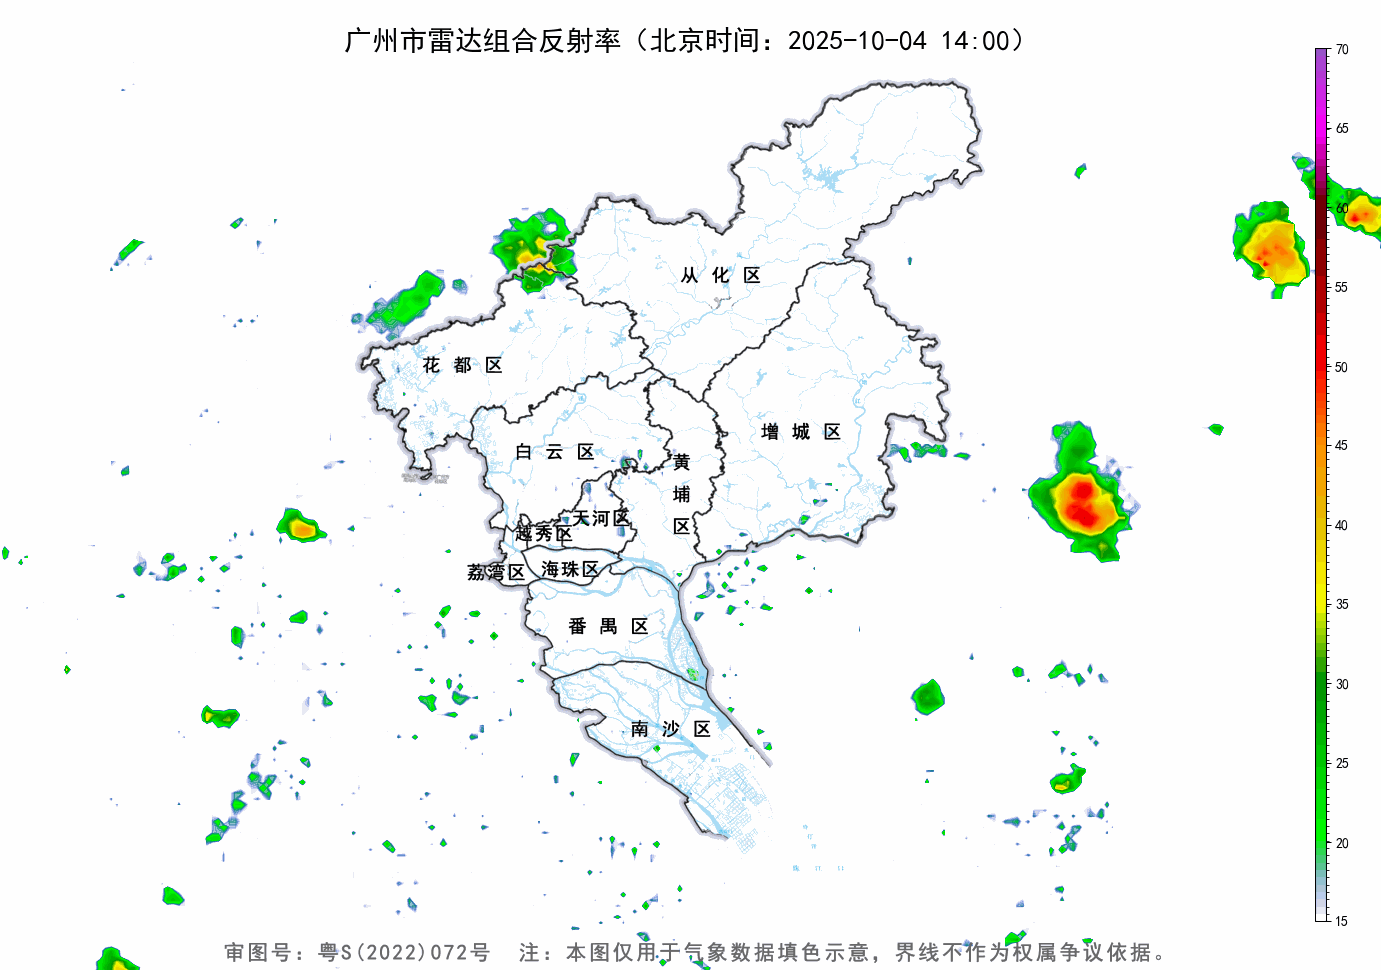 广州市雷达组合反射率（北京时间：2025-10-04 14:00）
70
65
60
55
50
45
40
35
30
25
20
15
从化区
花都区
增城区
白云区
黄埔区
天河区
越秀区
荔湾区
海珠区
番禺区
南沙区
审图号：粤S(2022)072号 注：本图仅用于气象数据填色示意，界线不作为权属争议依据。